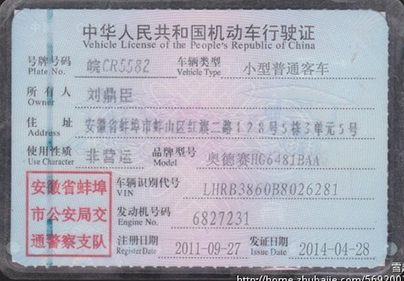 中华人民共和国机动车行驶证
Vehicle License of the People's Republic of China
号牌号码 皖CR5582 车辆类型 小型普通客车
Plate No. Vehicle Type
所有人 刘鼎臣
Owner
住址 安徽省蚌埠市蚌山区红旗二路178号5栋3单元5号
Address
使用性质 非营运 品牌型号 奥德赛HG6481BAA
Use Character Model
安徽省蚌埠
市公安局交
通警察支队
车辆识别代号 LHRB3860B8026281
VIN
发动机号码 6827231
Engine No.
注册日期 2011-09-27 发证日期 2014-04-28
Register Date Issue Date